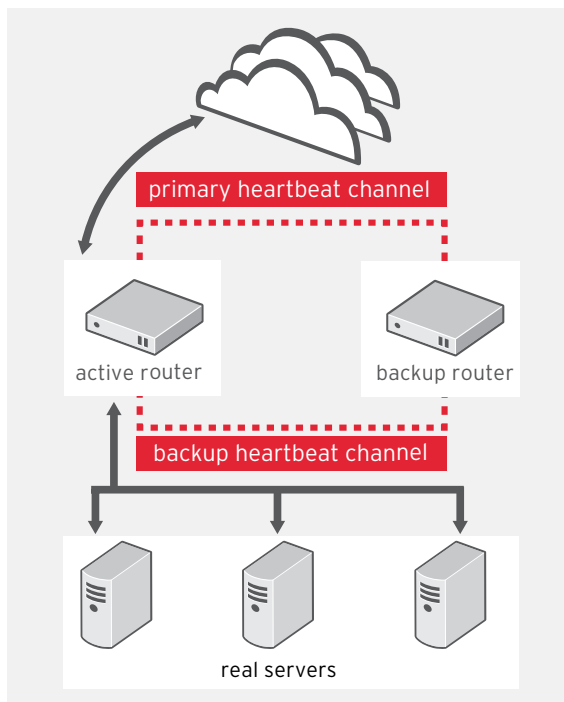 primary heartbeat channel
active router
backup router
backup heartbeat channel
real servers